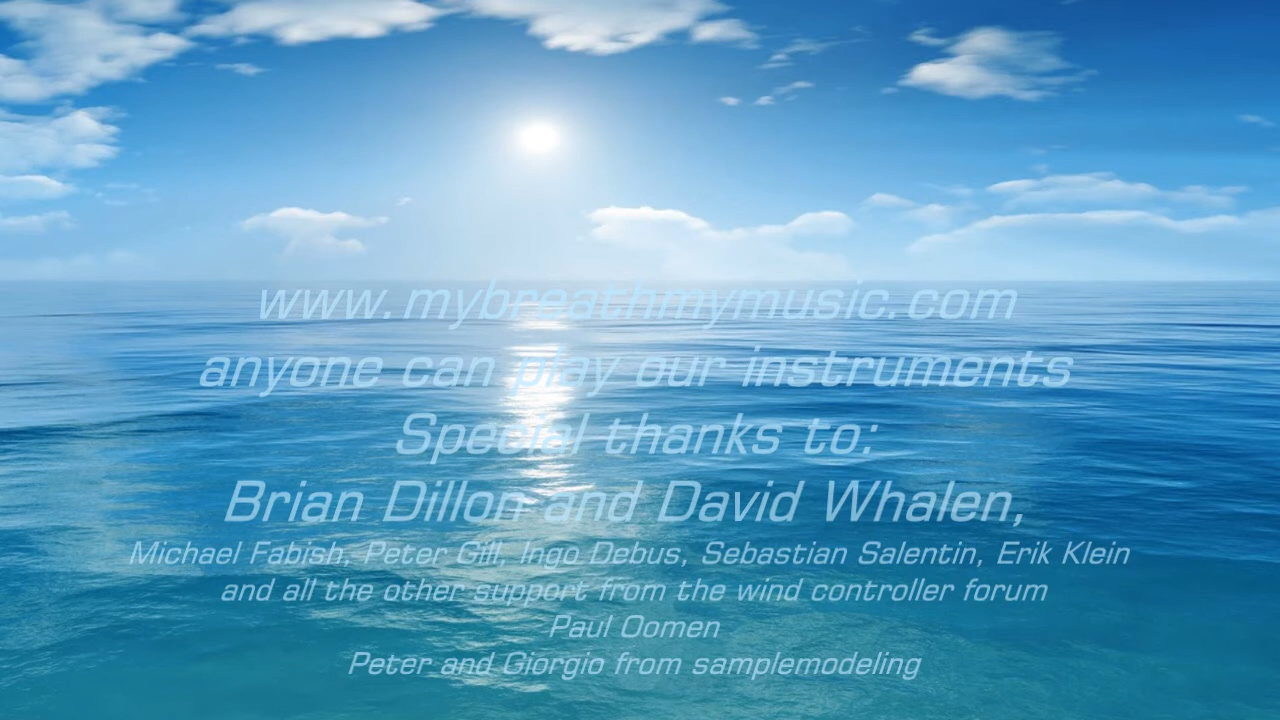 www.mybreathmymusic.com
anyone can play our instruments
Special thanks to:
Brian Dillon and David Whalen,
Michael Fabish, Peter Gill, Ingo Debus, Sebastian Salentin, Erik Klein
and all the other support from the wind controller forum
Paul Oomen
Peter and Giorgio from samplemodeling